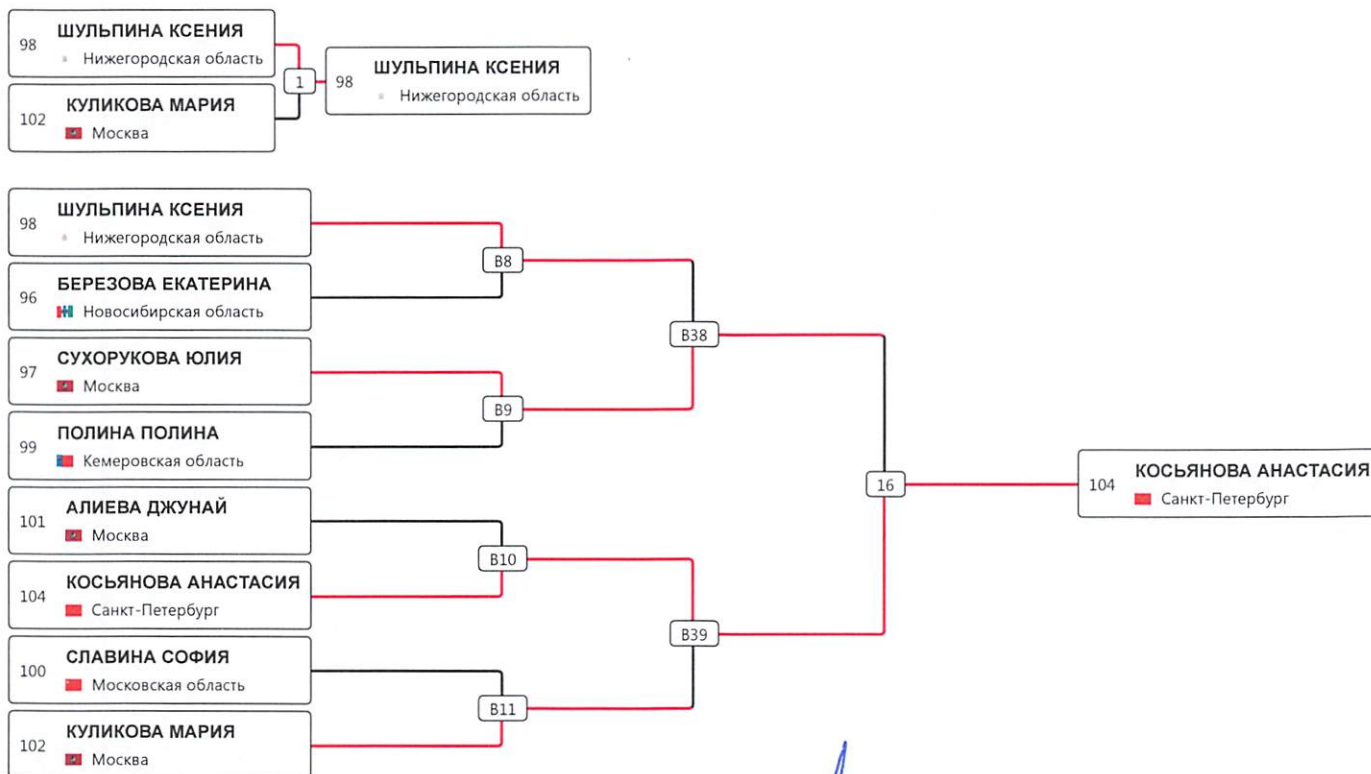 98 ШУЛЬПИНА КСЕНИЯ
Нижегородская область
102 КУЛИКОВА МАРИЯ
Москва
1
98 ШУЛЬПИНА КСЕНИЯ
Нижегородская область
98 ШУЛЬПИНА КСЕНИЯ
Нижегородская область
96 БЕРЕЗОВА ЕКАТЕРИНА
Новосибирская область
97 СУХОРУКОВА ЮЛИЯ
Москва
99 ПОЛИНА ПОЛИНА
Кемеровская область
101 АЛИЕВА ДЖУНАЙ
Москва
104 КОСЬЯНОВА АНАСТАСИЯ
Санкт-Петербург
100 СЛАВИНА СОФИЯ
Московская область
102 КУЛИКОВА МАРИЯ
Москва
B8
B9
B10
B11
B38
B39
16
104 КОСЬЯНОВА АНАСТАСИЯ
Санкт-Петербург